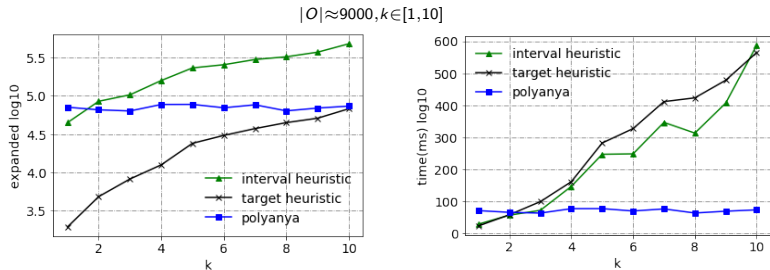 |O|≈9000,k∈[1,10]
expanded log10
5.5
5.0
4.5
4.0
3.5
2
4
6
8
10
k
interval heuristic
target heuristic
polyanya
time(ms) log10
600
500
400
300
200
100
0
2
4
6
8
10
k
interval heuristic
target heuristic
polyanya